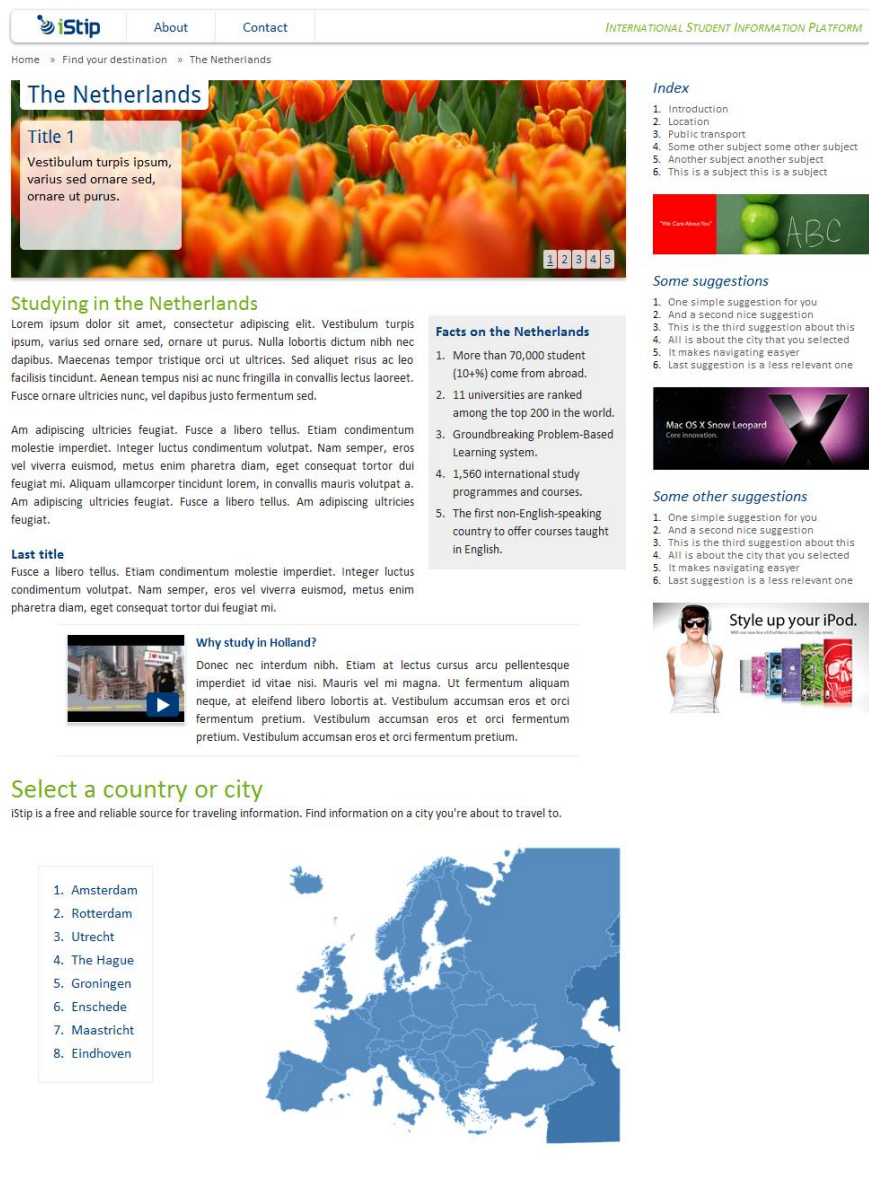 iStip
About
Contact
INTERNATIONAL STUDENT INFORMATION PLATFORM
Home » Find your destination » The Netherlands
The Netherlands
Title 1
Vestibulum turpis ipsum,
varius sed ornare sed,
ornare ut purus.
1 2 3 4 5
Studying in the Netherlands
Lorem ipsum dolor sit amet, consectetur adipiscing elit. Vestibulum turpis
ipsum, varius sed ornare sed, ornare ut purus. Nulla lobortis dictum nibh nec
dapibus. Maecenas tempor tristique orci ut ultrices. Sed aliquet risus ac leo
facilisis tincidunt. Aenean tempus nisi ac nunc fringilla in convallis lectus laoreet.
Fusce ornare ultricies nunc, vel dapibus justo fermentum sed.
Am adipiscing ultricies feugiat. Fusce a libero tellus. Etiam condimentum
molestie imperdiet. Integer luctus condimentum volutpat. Nam semper, eros
vel viverra euismod, metus enim pharetra diam, eget consequat tortor dui
feugiat mi. Aliquam ullamcorper tincidunt lorem, in convallis mauris volutpat a.
Am adipiscing ultricies feugiat. Fusce a libero tellus. Am adipiscing ultricies
feugiat.
Last title
Fusce a libero tellus. Etiam condimentum molestie imperdiet. Integer luctus
condimentum volutpat. Nam semper, eros vel viverra euismod, metus enim
pharetra diam, eget consequat tortor dui feugiat mi.
Facts on the Netherlands
1. More than 70,000 student
(10+%) come from abroad.
2. 11 universities are ranked
among the top 200 in the world.
3. Groundbreaking Problem-Based
Learning system.
4. 1,560 international study
programmes and courses.
5. The first non-English-speaking
country to offer courses taught
in English.
Why study in Holland?
Donec nec interdum nibh. Etiam at lectus cursus arcu pellentesque
imperdiet id vitae nisi. Mauris vel mi magna. Ut fermentum aliquam
neque, at eleifend libero lobortis at. Vestibulum accumsan eros et orci
fermentum pretium. Vestibulum accumsan eros et orci fermentum
pretium. Vestibulum accumsan eros et orci fermentum pretium.
Select a country or city
iStip is a free and reliable source for traveling information. Find information on a city you're about to travel to.
1. Amsterdam
2. Rotterdam
3. Utrecht
4. The Hague
5. Groningen
6. Enschede
7. Maastricht
8. Eindhoven
Index
1. Introduction
2. Location
3. Public transport
4. Some other subject some other subject
5. Another subject another subject
6. This is a subject this is a subject
"We Care About You"
ABC
Some suggestions
1. One simple suggestion for you
2. And a second nice suggestion
3. This is the third suggestion about this
4. All is about the city that you selected
5. It makes navigating easyer
6. Last suggestion is a less relevant one
Mac OS X Snow Leopard
Core innovation.
Some other suggestions
1. One simple suggestion for you
2. And a second nice suggestion
3. This is the third suggestion about this
4. All is about the city that you selected
5. It makes navigating easyer
6. Last suggestion is a less relevant one
Style up your iPod.